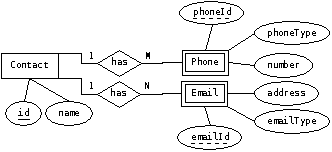 phoneId
phoneType
1
M
Contact
has
Phone
number
1
N
has
Email
address
id
name
emailType
emailId